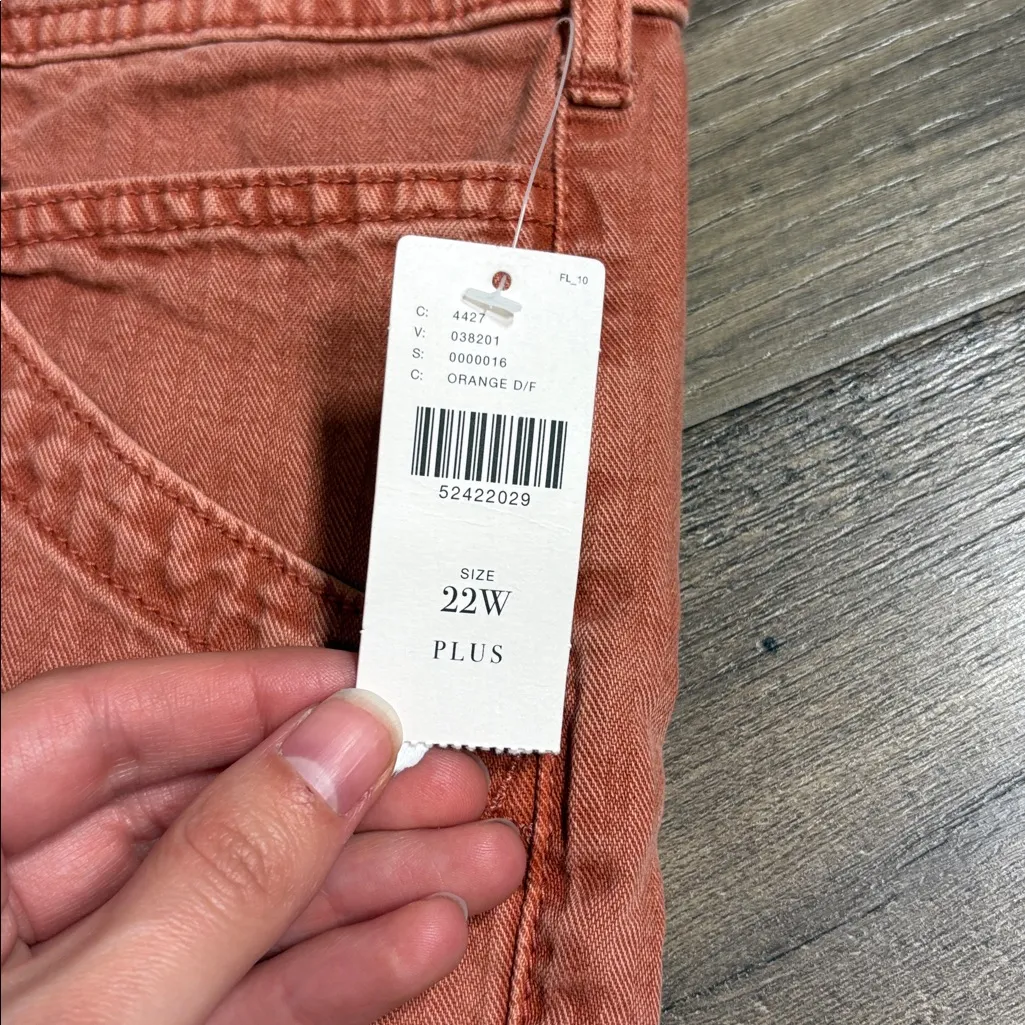 FL_10
C: 4427
V: 038201
S: 0000016
C: ORANGE D/F
52422029
SIZE
22W
PLUS